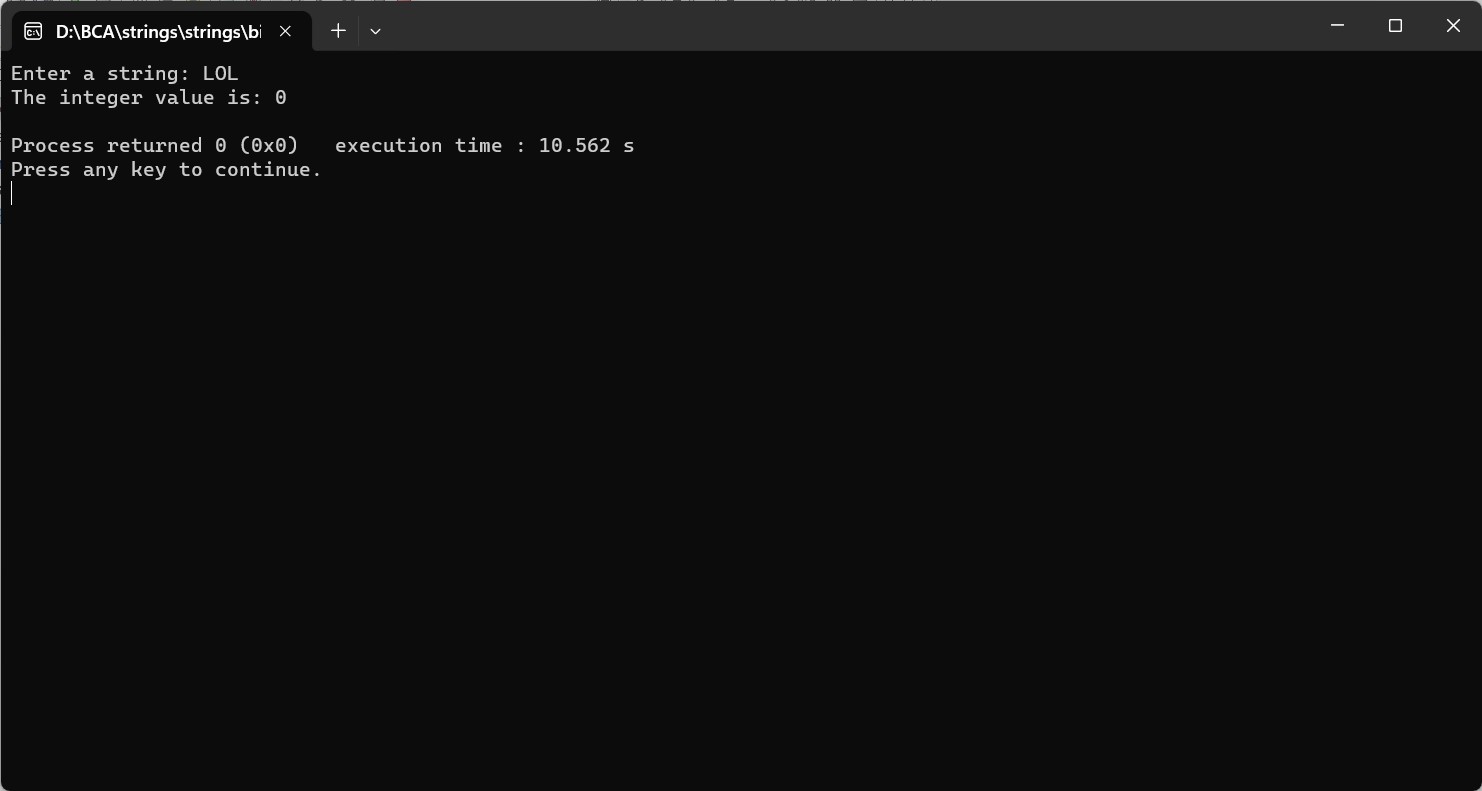 D:\BCA\strings\strings\bi
Enter a string: LOL
The integer value is: 0
Process returned 0 (0x0)   execution time : 10.562 s
Press any key to continue.